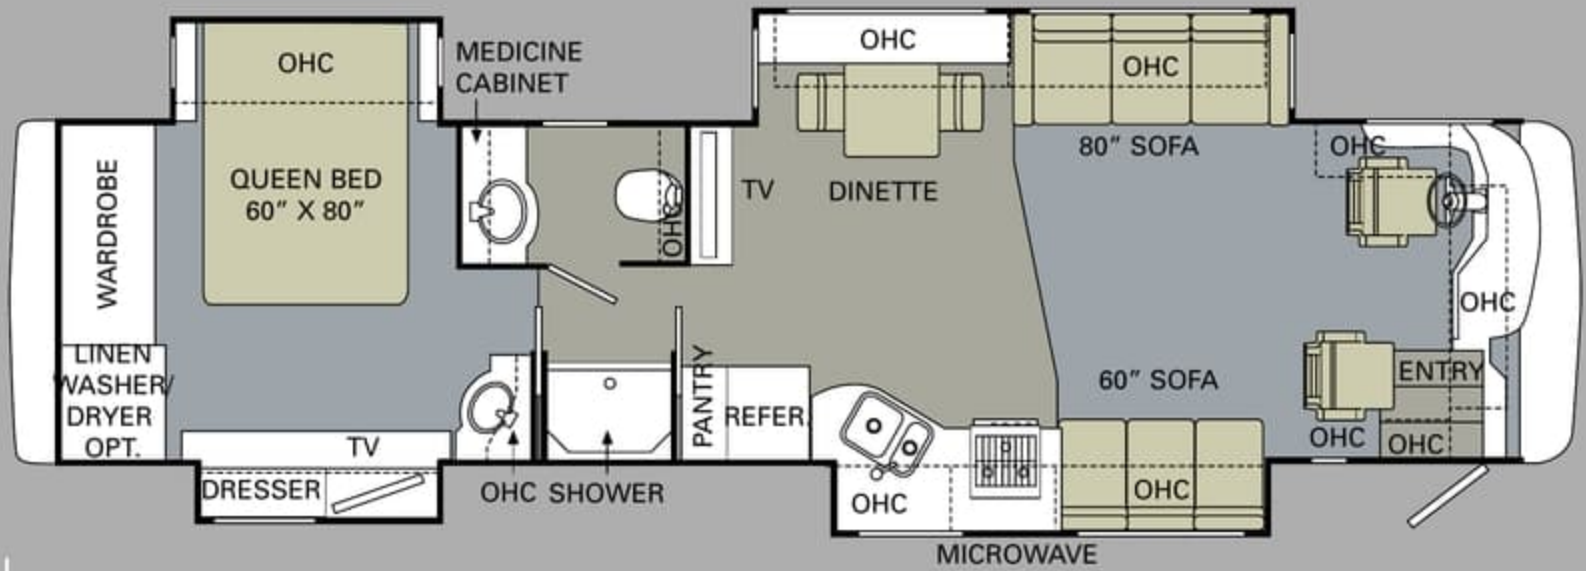 OHC
QUEEN BED
60" X 80"
MEDICINE
CABINET
WARDROBE
LINEN
WASHER/
DRYER
OPT.
TV
DRESSER
OHC
SHOWER
OHC
TV
OHC
DINETTE
OHC
80" SOFA
PANTRY
REFER.
OHC
MICROWAVE
60" SOFA
OHC
OHC
OHC
ENTRY
OHC
OHC